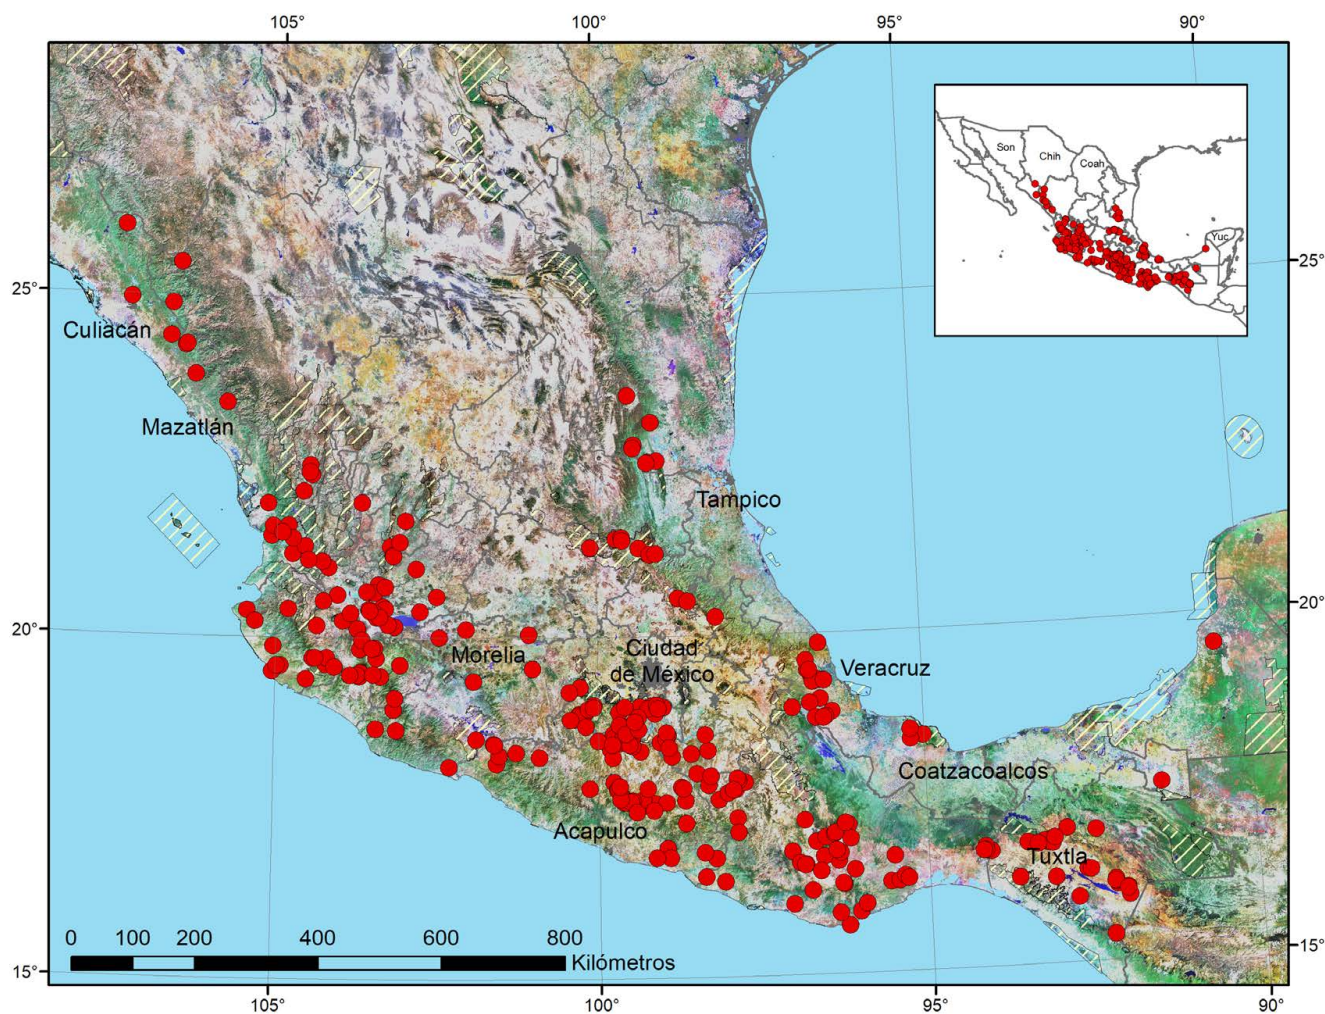 105°
100°
95°
90°
Son
Chih
Coah
Yuc
25°
25°
Culiacán
Mazatlán
Tampico
20°
20°
Morelia
Ciudad
de México
Veracruz
Coatzacoalcos
Acapulco
Tuxtla
0 100 200 400 600 800
Kilómetros
15°
15°
105°
100°
95°
90°